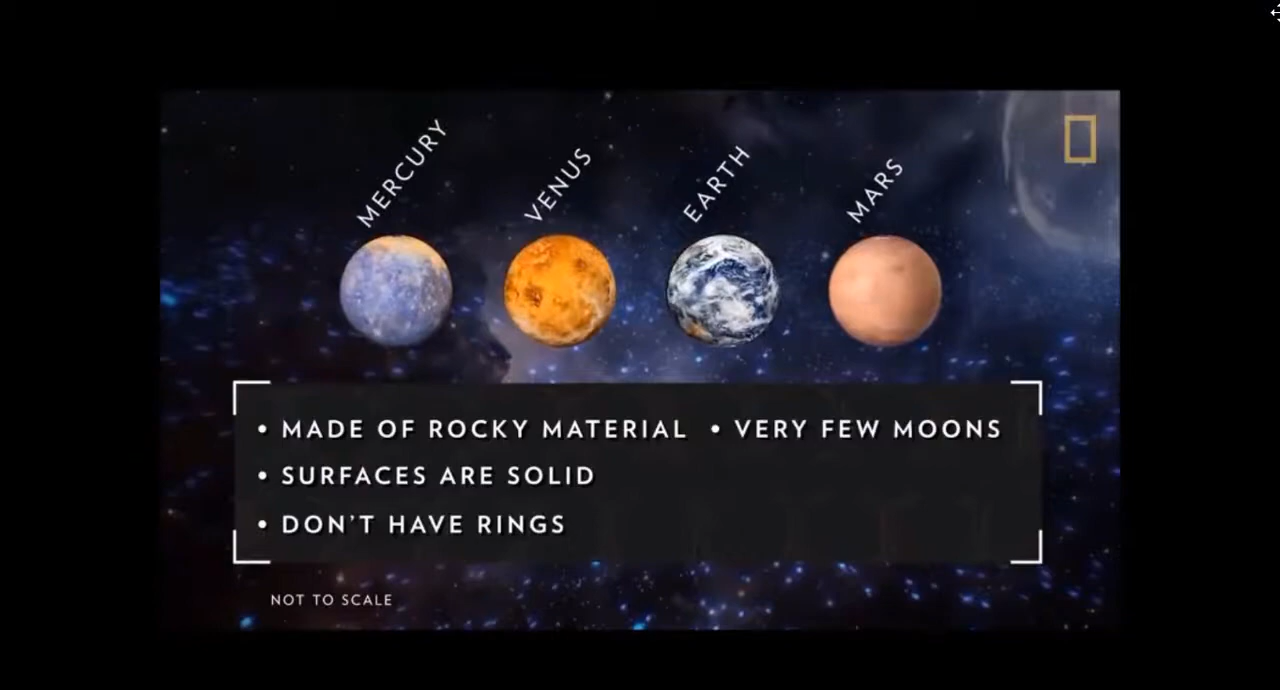 MERCURY
VENUS
EARTH
MARS
• MADE OF ROCKY MATERIAL • VERY FEW MOONS
• SURFACES ARE SOLID
• DON'T HAVE RINGS
NOT TO SCALE